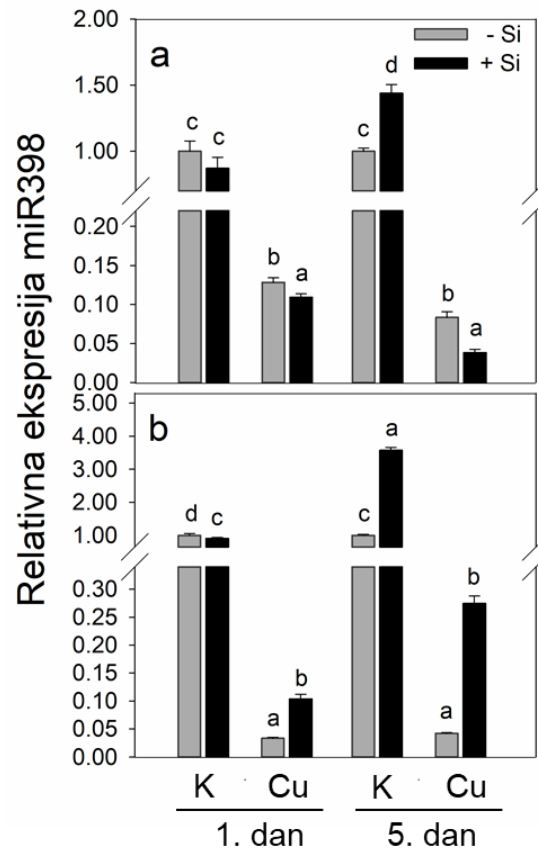 Relativna ekspresija miR398
a
- Si
+ Si
2.00
1.50
1.00
0.20
0.15
0.10
0.05
0.00
c c b a c d b a
b
5.00
4.00
3.00
2.00
1.00
0.30
0.25
0.20
0.15
0.10
0.05
0.00
d c a b c a a b
K Cu K Cu
1. dan 5. dan